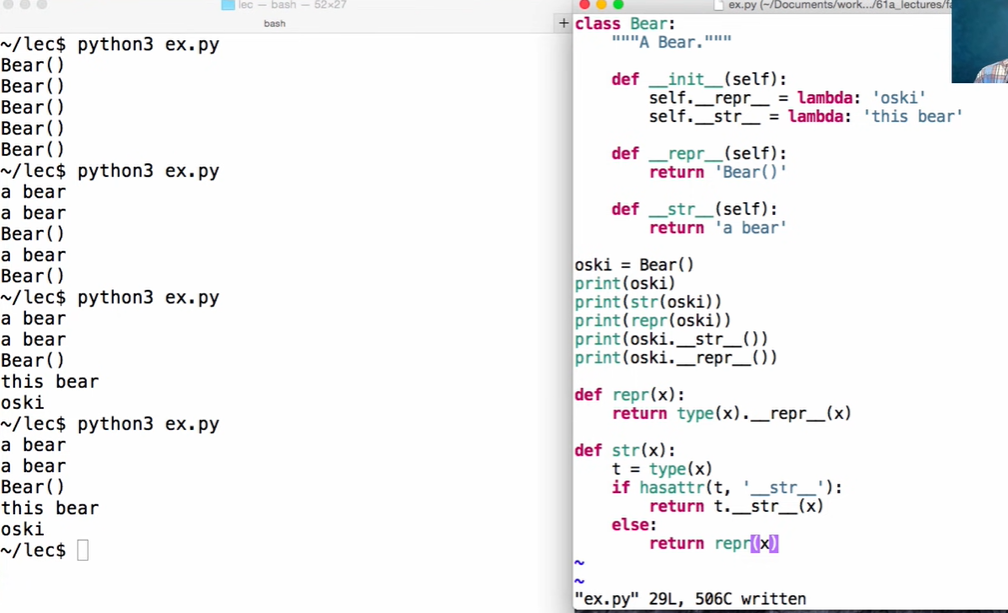 lec — bash — 52×27
bash
+
~/lec$ python3 ex.py
Bear()
Bear()
Bear()
Bear()
Bear()
~/lec$ python3 ex.py
a bear
a bear
Bear()
a bear
Bear()
~/lec$ python3 ex.py
a bear
a bear
Bear()
this bear
oski
~/lec$ python3 ex.py
a bear
a bear
Bear()
this bear
oski
~/lec$
ex.py (~/Documents/work.../61a_lectures/fa
class Bear:
    """A Bear."""
    def __init__(self):
        self.__repr__ = lambda: 'oski'
        self.__str__ = lambda: 'this bear'
    def __repr__(self):
        return 'Bear()'
    def __str__(self):
        return 'a bear'
oski = Bear()
print(oski)
print(str(oski))
print(repr(oski))
print(oski.__str__())
print(oski.__repr__())
def repr(x):
    return type(x).__repr__(x)
def str(x):
    t = type(x)
    if hasattr(t, '__str__'):
        return t.__str__(x)
    else:
        return repr(x)
~
~
"ex.py" 29L, 506C written